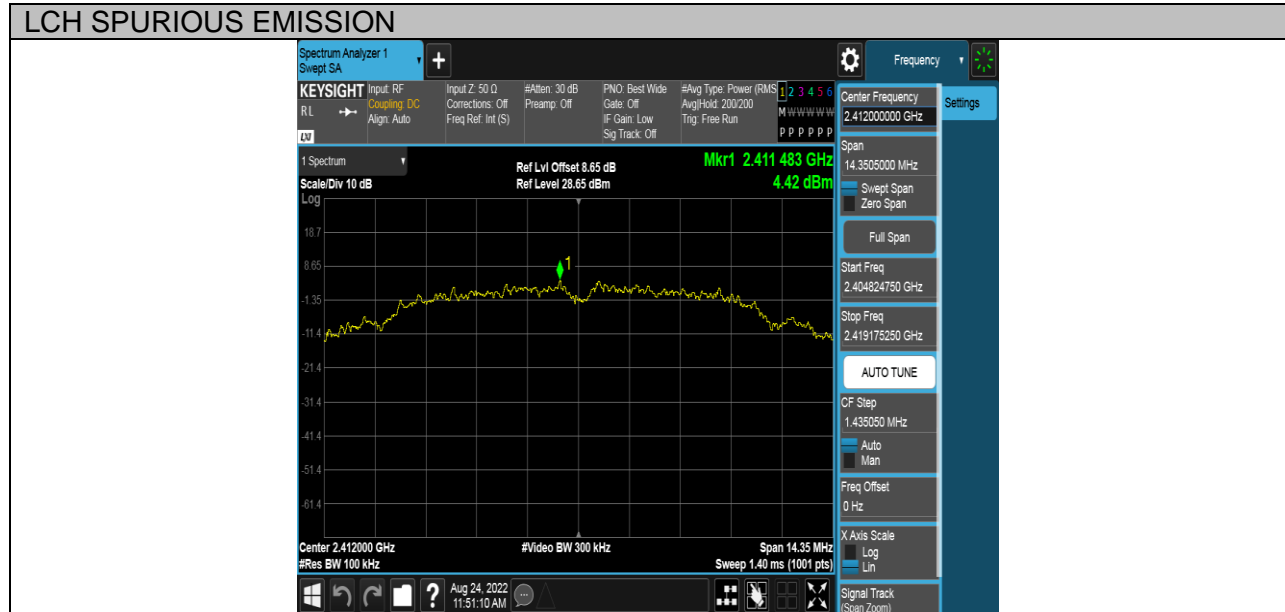 LCH SPURIOUS EMISSION
Spectrum Analyzer 1
Swept SA
+
Frequency
KEYSIGHT
RL
LXI
Input: RF
Coupling: DC
Align: Auto
Input Z: 50 Ω
Corrections: Off
Freq Ref: Int (S)
#Atten: 30 dB
Preamp: Off
PNO: Best Wide
Gate: Off
IF Gain: Low
Sig Track: Off
#Avg Type: Power (RMS
Avg|Hold: 200/200
Trig: Free Run
1 2 3 4 5 6
M W W W W W
P P P P P P
1 Spectrum
Scale/Div 10 dB
Ref Lvl Offset 8.65 dB
Ref Level 28.65 dBm
Mkr1 2.411 483 GHz
4.42 dBm
Log
18.7
8.65
-1.35
-11.4
-21.4
-31.4
-41.4
-51.4
-61.4
1
Center 2.412000 GHz
#Res BW 100 kHz
#Video BW 300 kHz
Span 14.35 MHz
Sweep 1.40 ms (1001 pts)
Center Frequency
2.412000000 GHz
Settings
Span
14.3505000 MHz
Swept Span
Zero Span
Full Span
Start Freq
2.404824750 GHz
Stop Freq
2.419175250 GHz
AUTO TUNE
CF Step
1.435050 MHz
Auto
Man
Freq Offset
0 Hz
X Axis Scale
Log
Lin
Signal Track
(Span Zoom)
?
Aug 24, 2022
11:51:10 AM